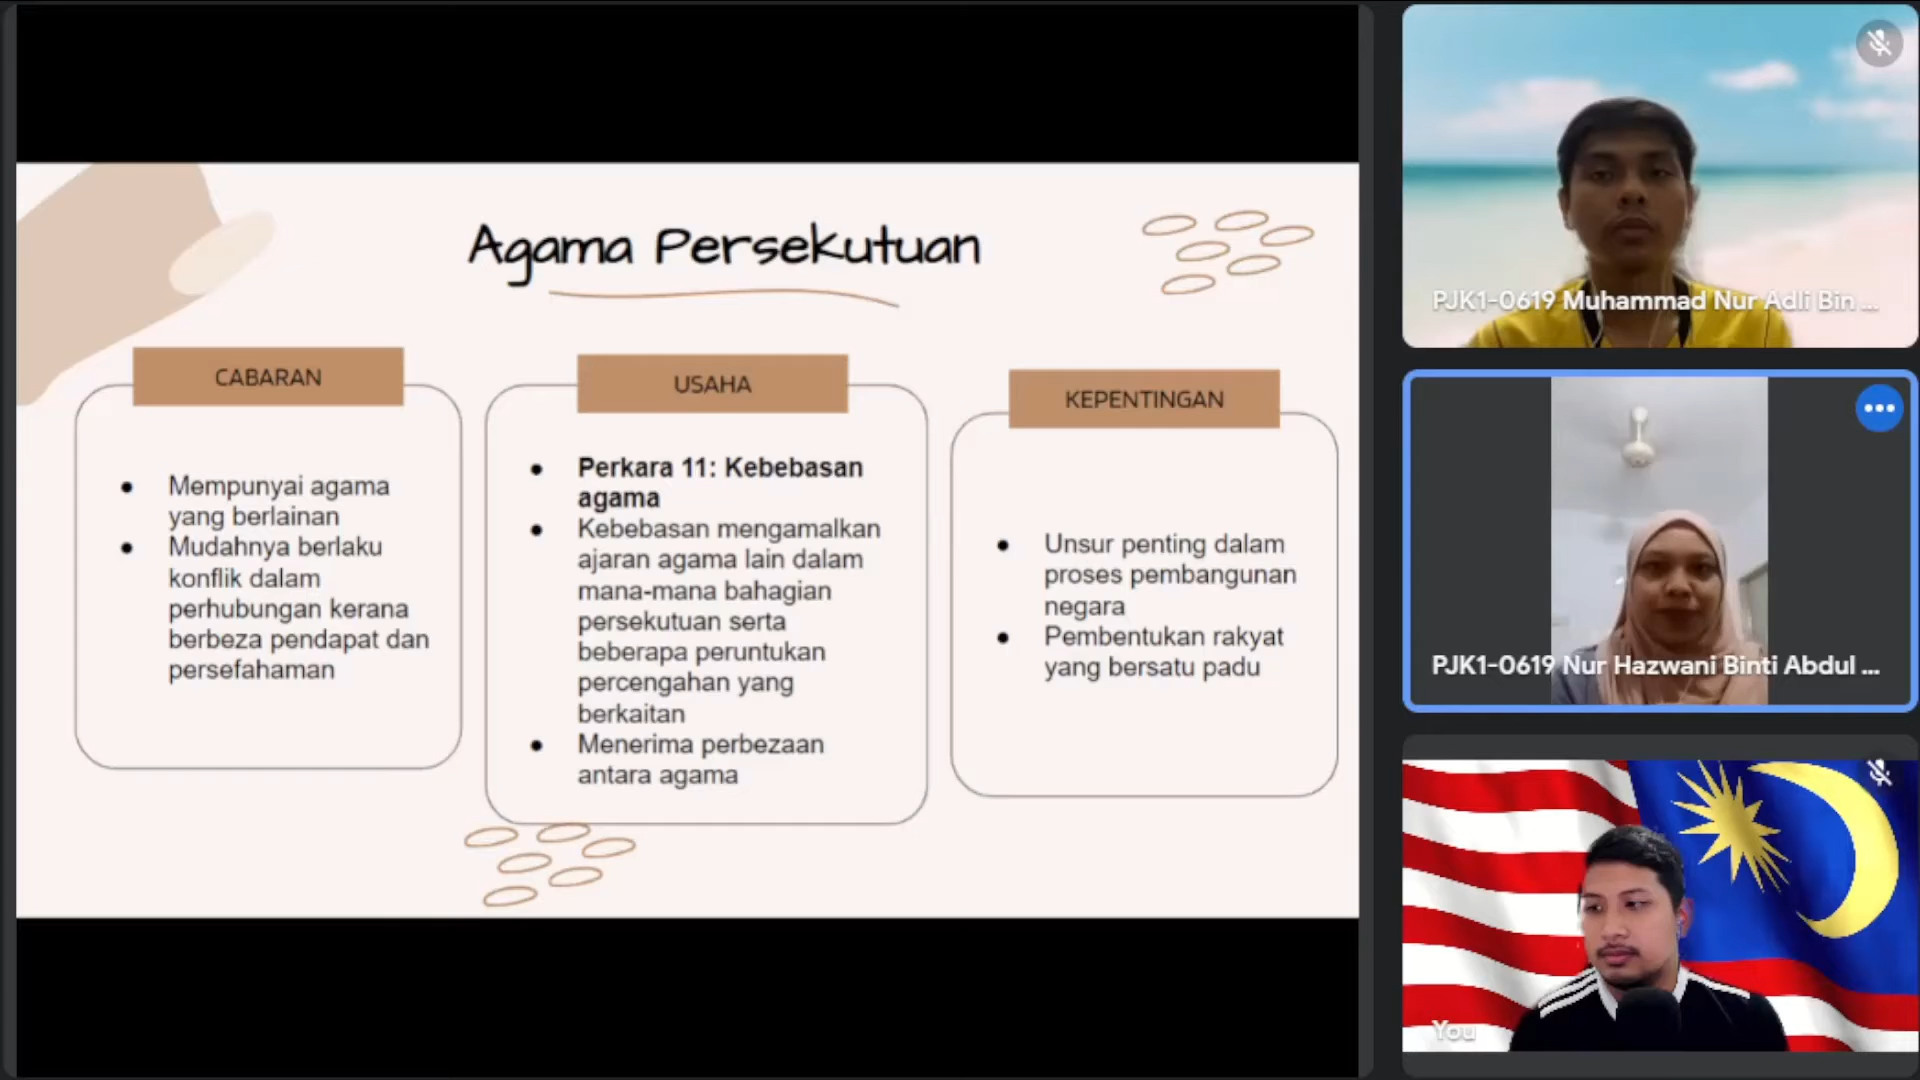 Agama Persekutuan
CABARAN
Mempunyai agama
yang berlainan
Mudahnya berlaku
konflik dalam
perhubungan kerana
berbeza pendapat dan
persefahaman
USAHA
Perkara 11: Kebebasan
agama
Kebebasan mengamalkan
ajaran agama lain dalam
mana-mana bahagian
persekutuan serta
beberapa peruntukan
percengahan yang
berkaitan
Menerima perbezaan
antara agama
KEPENTINGAN
Unsur penting dalam
proses pembangunan
negara
Pembentukan rakyat
yang bersatu padu
PJK1-0619 Muhammad Nur Adli Bin ...
PJK1-0619 Nur Hazwani Binti Abdul ...
You